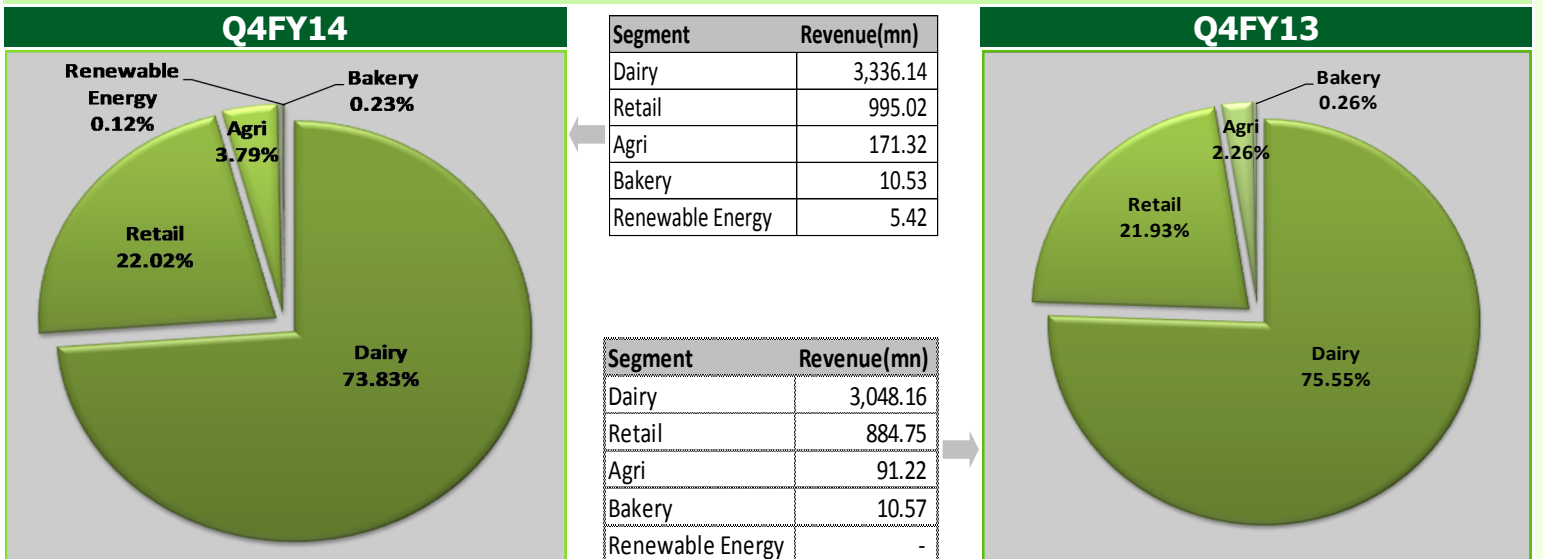 Q4FY14
Renewable
Energy
0.12%
Bakery
0.23%
Agri
3.79%
Retail
22.02%
Dairy
73.83%
Segment Revenue(mn)
Dairy 3,336.14
Retail 995.02
Agri 171.32
Bakery 10.53
Renewable Energy 5.42
Segment Revenue(mn)
Dairy 3,048.16
Retail 884.75
Agri 91.22
Bakery 10.57
Renewable Energy -
Q4FY13
Bakery
0.26%
Agri
2.26%
Retail
21.93%
Dairy
75.55%